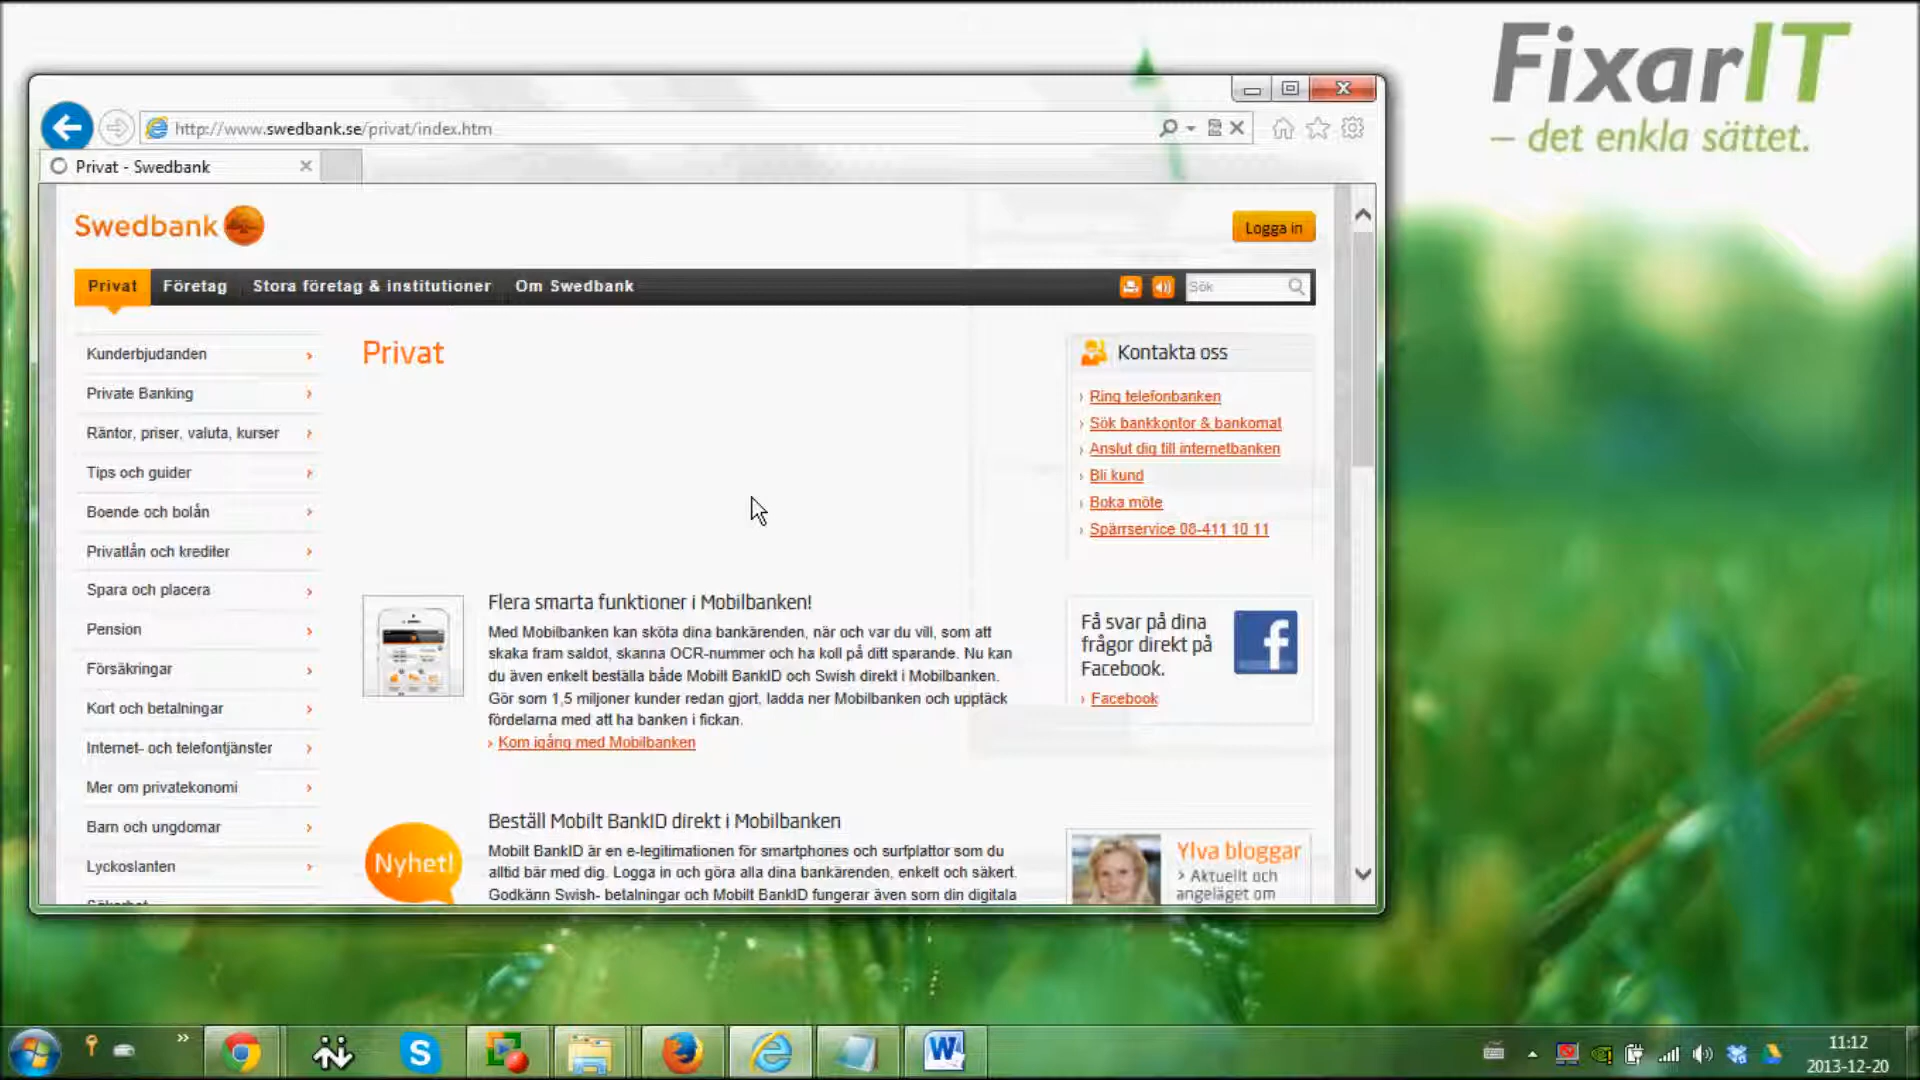 FixarIT
– det enkla sättet.
http://www.swedbank.se/privat/index.htm
Privat - Swedbank
Swedbank
Logga in
Privat
Företag
Stora företag & institutioner
Om Swedbank
Sök
Kunderbjudanden
Private Banking
Räntor, priser, valuta, kurser
Tips och guider
Boende och bolån
Privatlån och krediter
Spara och placera
Pension
Försäkringar
Kort och betalningar
Internet- och telefontjänster
Mer om privatekonomi
Barn och ungdomar
Lyckoslanten
Privat
Flera smarta funktioner i Mobilbanken!
Med Mobilbanken kan sköta dina bankärenden, när och var du vill, som att
skaka fram saldot, skanna OCR-nummer och ha koll på ditt sparande. Nu kan
du även enkelt beställa både Mobilt BankID och Swish direkt i Mobilbanken.
Gör som 1,5 miljoner kunder redan gjort, ladda ner Mobilbanken och upptäck
fördelarna med att ha banken i fickan.
Kom igång med Mobilbanken
Nyhet!
Beställ Mobilt BankID direkt i Mobilbanken
Mobilt BankID är en e-legitimationen för smartphones och surfplattor som du
alltid bär med dig. Logga in och göra alla dina bankärenden, enkelt och säkert.
Godkänn Swish- betalningar och Mobilt BankID fungerar även som din digitala
Kontakta oss
Ring telefonbanken
Sök bankkontor & bankomat
Anslut dig till internetbanken
Bli kund
Boka möte
Spärrservice 08-411 10 11
Få svar på dina
frågor direkt på
Facebook.
Facebook
Ylva bloggar
> Aktuellt och
angeläget om
11:12
2013-12-20